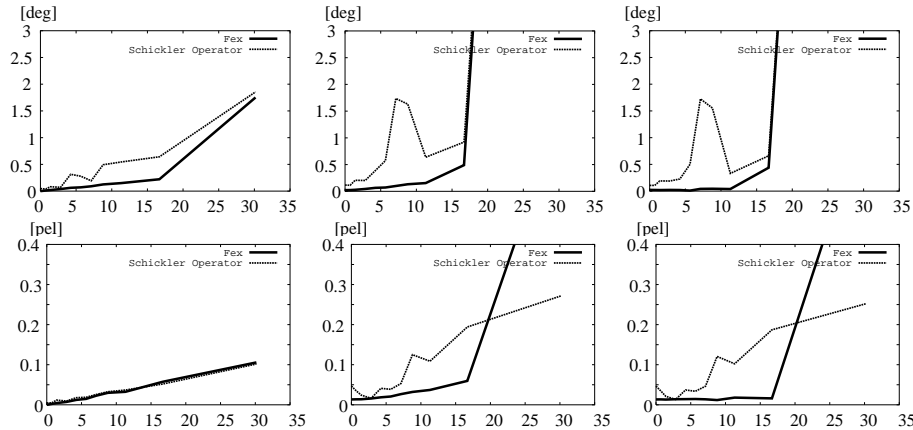 [deg] [deg] [deg]
3 3 3
Fex Fex Fex
Schickler Operator Schickler Operator Schickler Operator
2.5 2.5 2.5
2 2 2
1.5 1.5 1.5
1 1 1
0.5 0.5 0.5
0 0 0
0 5 10 15 20 25 30 35 0 5 10 15 20 25 30 35 0 5 10 15 20 25 30 35
[pel] [pel] [pel]
0.4 0.4 0.4
Fex Fex Fex
Schickler Operator Schickler Operator Schickler Operator
0.3 0.3 0.3
0.2 0.2 0.2
0.1 0.1 0.1
0 0 0
0 5 10 15 20 25 30 35 0 5 10 15 20 25 30 35 0 5 10 15 20 25 30 35